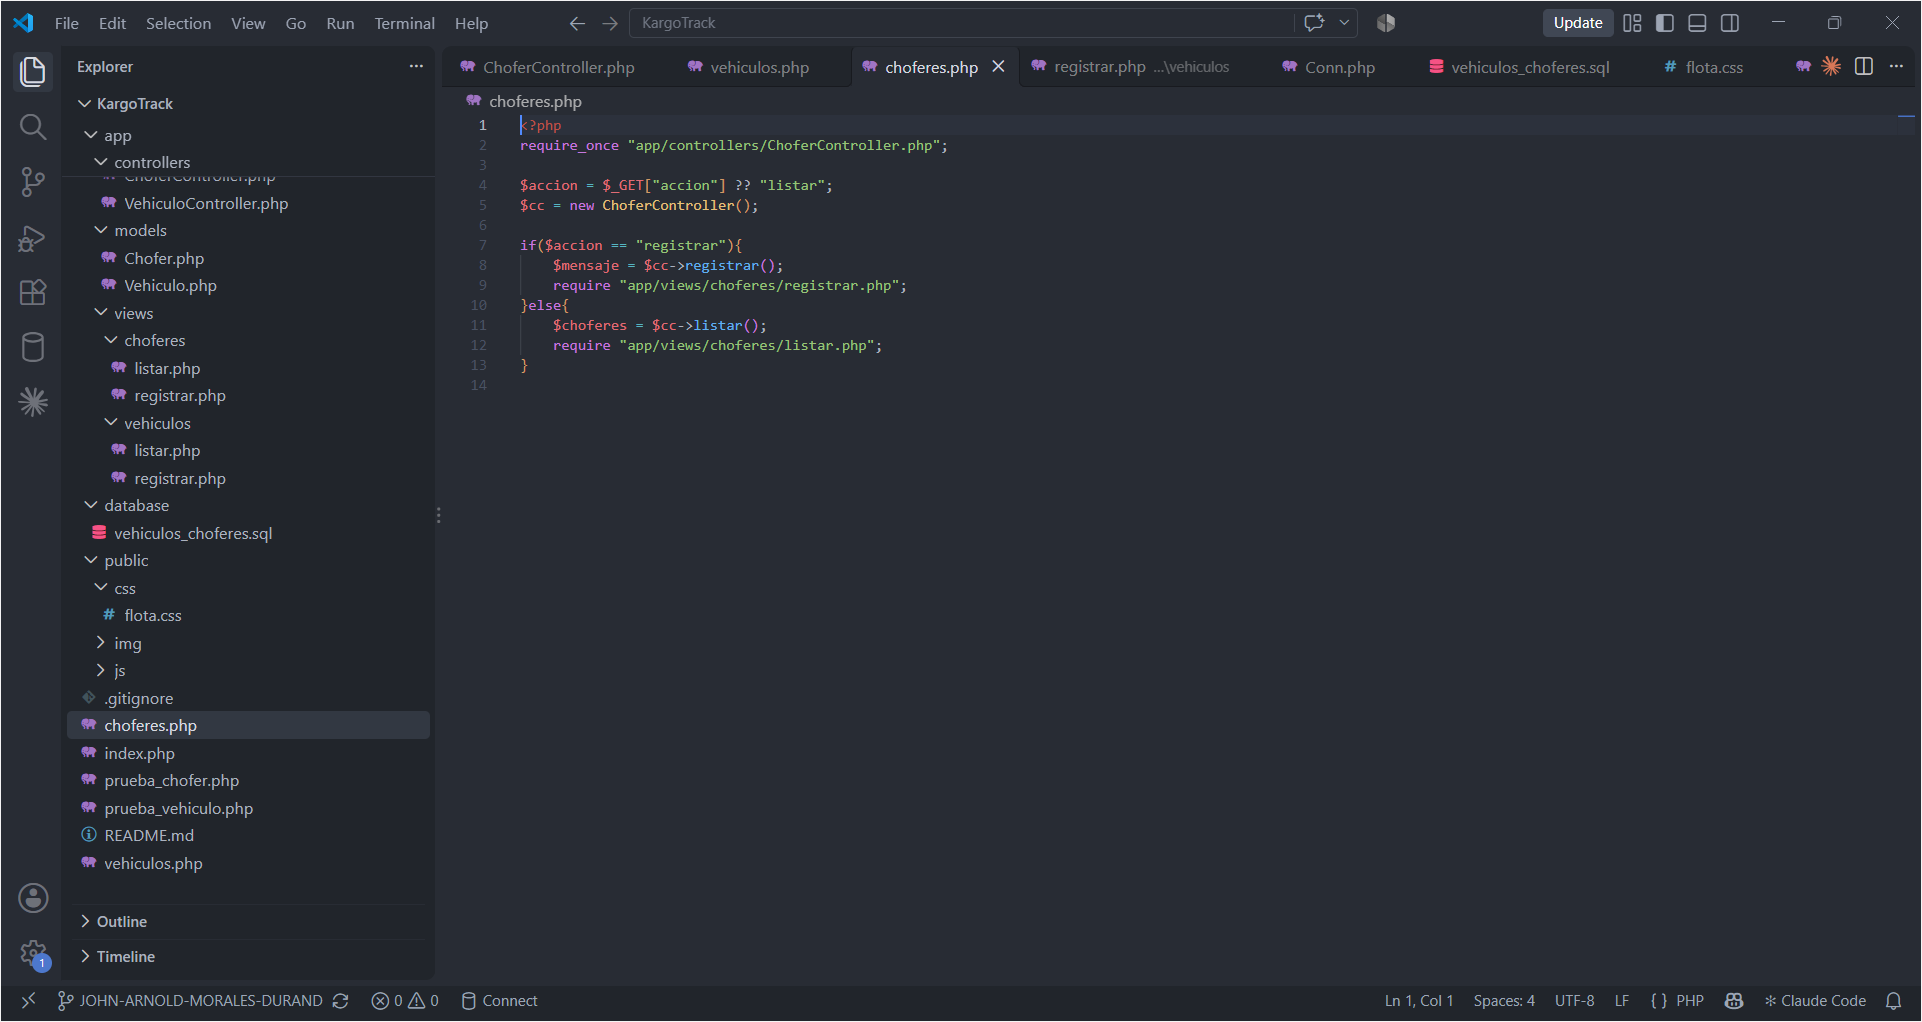 File Edit Selection View Go Run Terminal Help
KargoTrack
Update
Explorer
KargoTrack
app
controllers
ChoferController.php
VehiculoController.php
models
Chofer.php
Vehiculo.php
views
choferes
listar.php
registrar.php
vehiculos
listar.php
registrar.php
database
vehiculos_choferes.sql
public
css
flota.css
img
js
.gitignore
choferes.php
index.php
prueba_chofer.php
prueba_vehiculo.php
README.md
vehiculos.php
Outline
Timeline
ChoferController.php vehiculos.php choferes.php registrar.php ...\vehiculos Conn.php vehiculos_choferes.sql flota.css
choferes.php
1 <?php
2 require_once "app/controllers/ChoferController.php";
3
4 $accion = $_GET["accion"] ?? "listar";
5 $cc = new ChoferController();
6
7 if($accion == "registrar"){
8 $mensaje = $cc->registrar();
9 require "app/views/choferes/registrar.php";
10 }else{
11 $choferes = $cc->listar();
12 require "app/views/choferes/listar.php";
13 }
14
1
JOHN-ARNOLD-MORALES-DURAND 0 0 Connect Ln 1, Col 1 Spaces: 4 UTF-8 LF { } PHP Claude Code